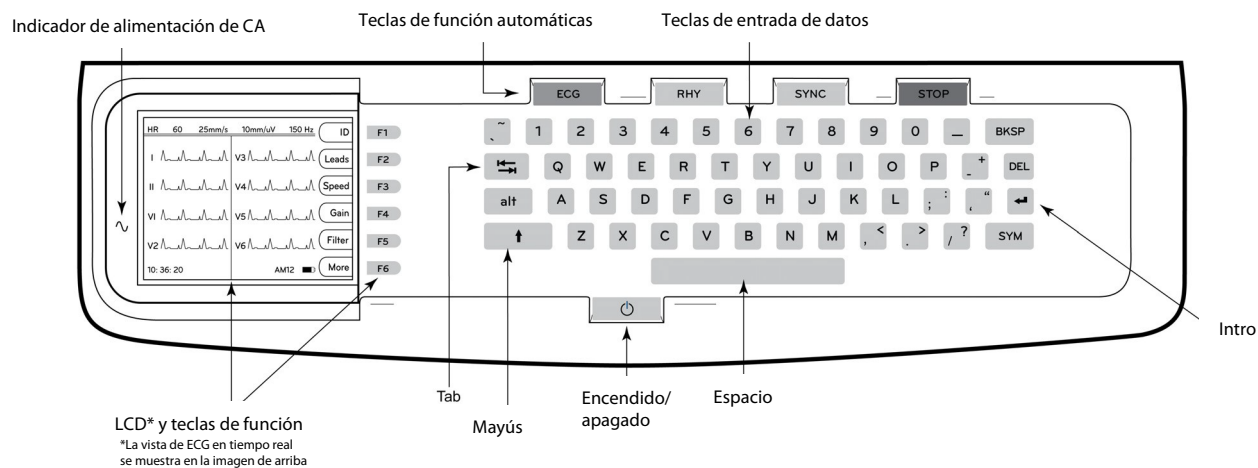 Indicador de alimentación de CA
Teclas de función automáticas
Teclas de entrada de datos
ECG RHY SYNC STOP
HR 60 25mm/s 10mm/uV 150 Hz ID F1
I V3 Leads F2
II V4 Speed F3
VI V5 Gain F4
V2 V6 Filter F5
10: 36: 20 AM12 More F6
~ ` 1 2 3 4 5 6 7 8 9 0 _ BKSP
Q W E R T Y U I O P - + DEL
alt A S D F G H J K L ; : , “
Z X C V B N M , < . > / ? SYM
Intro
Tab
Mayús
Encendido/
apagado
Espacio
LCD* y teclas de función
*La vista de ECG en tiempo real
se muestra en la imagen de arriba